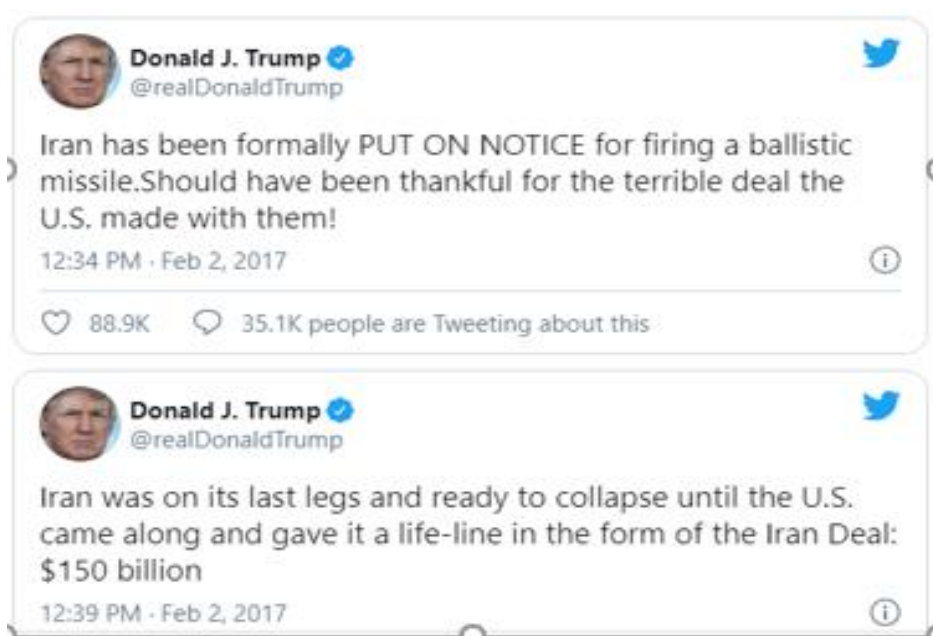 Donald J. Trump
@realDonaldTrump
Iran has been formally PUT ON NOTICE for firing a ballistic
missile.Should have been thankful for the terrible deal the
U.S. made with them!
12:34 PM · Feb 2, 2017
88.9K 35.1K people are Tweeting about this
Donald J. Trump
@realDonaldTrump
Iran was on its last legs and ready to collapse until the U.S.
came along and gave it a life-line in the form of the Iran Deal:
$150 billion
12:39 PM · Feb 2, 2017